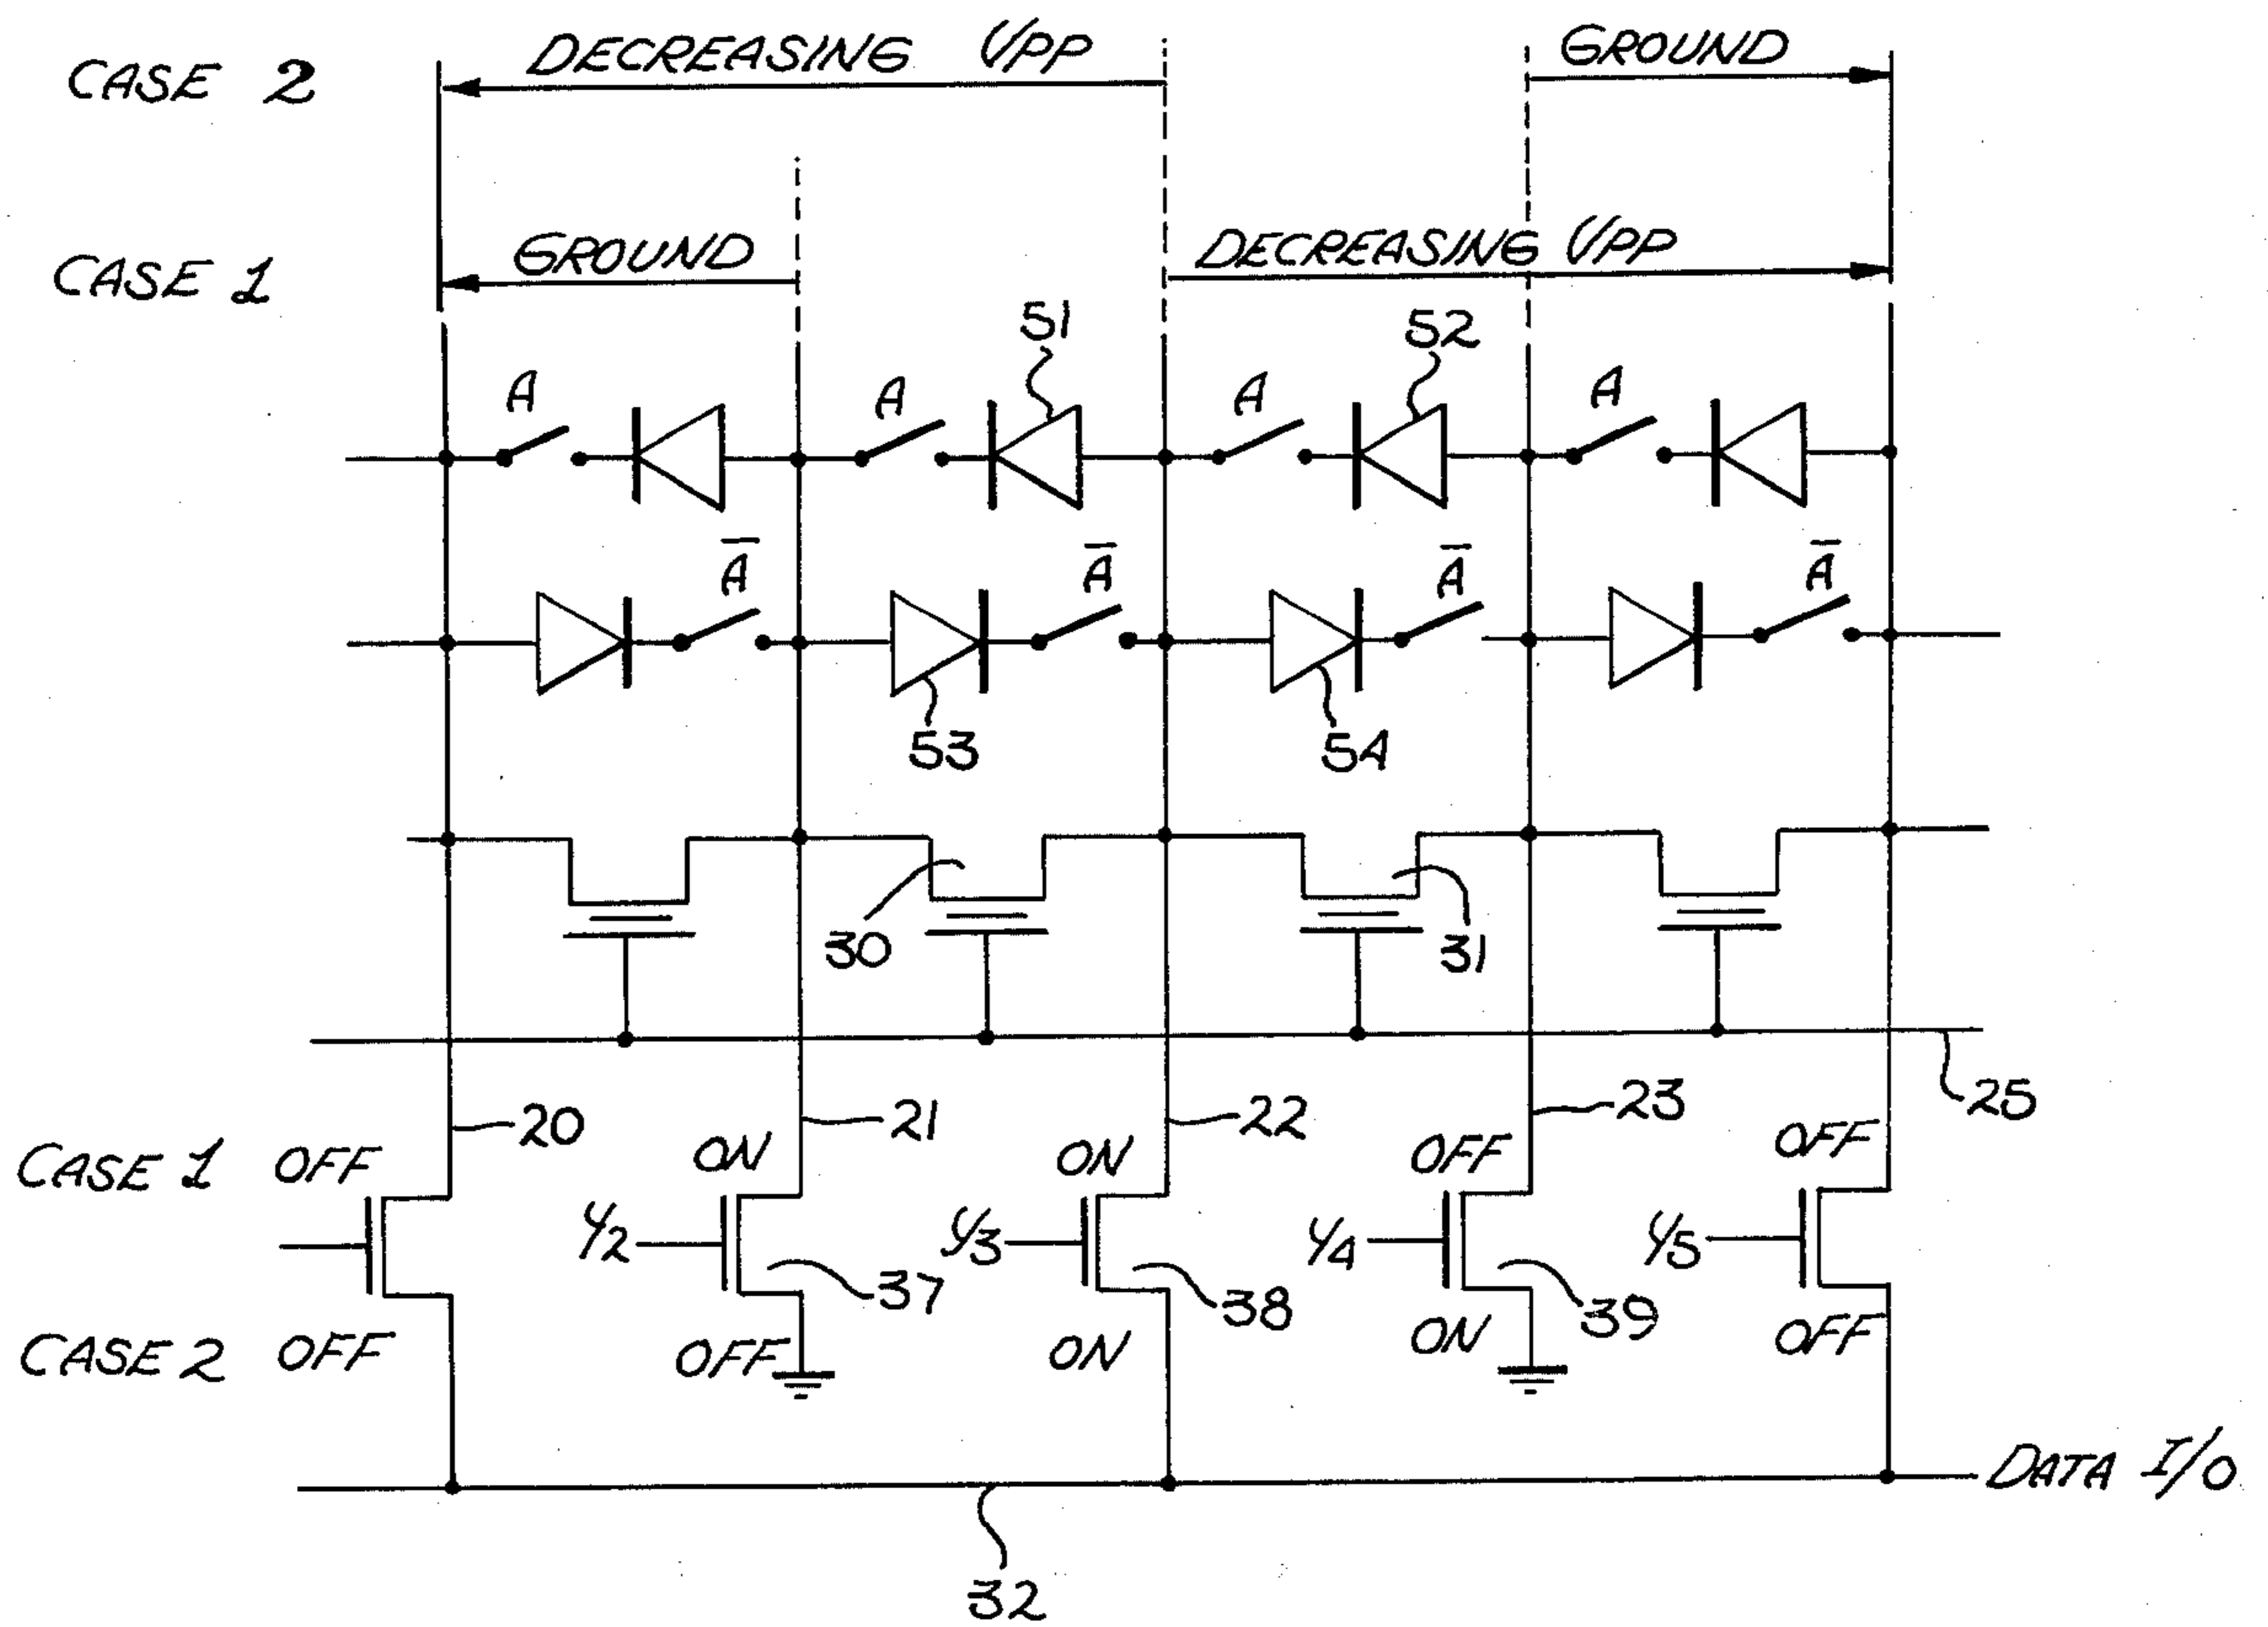 CASE 2 DECREASING VPP GROUND
CASE 1 GROUND DECREASING VPP
51 52
A A A A
A̅ A̅ A̅ A̅
53 54
30 31
20 21 22 23 25
CASE 1 OFF ON ON OFF OFF
Y2 Y3 Y4 Y5
37 38 39
CASE 2 OFF OFF ON ON OFF
DATA I/O
32